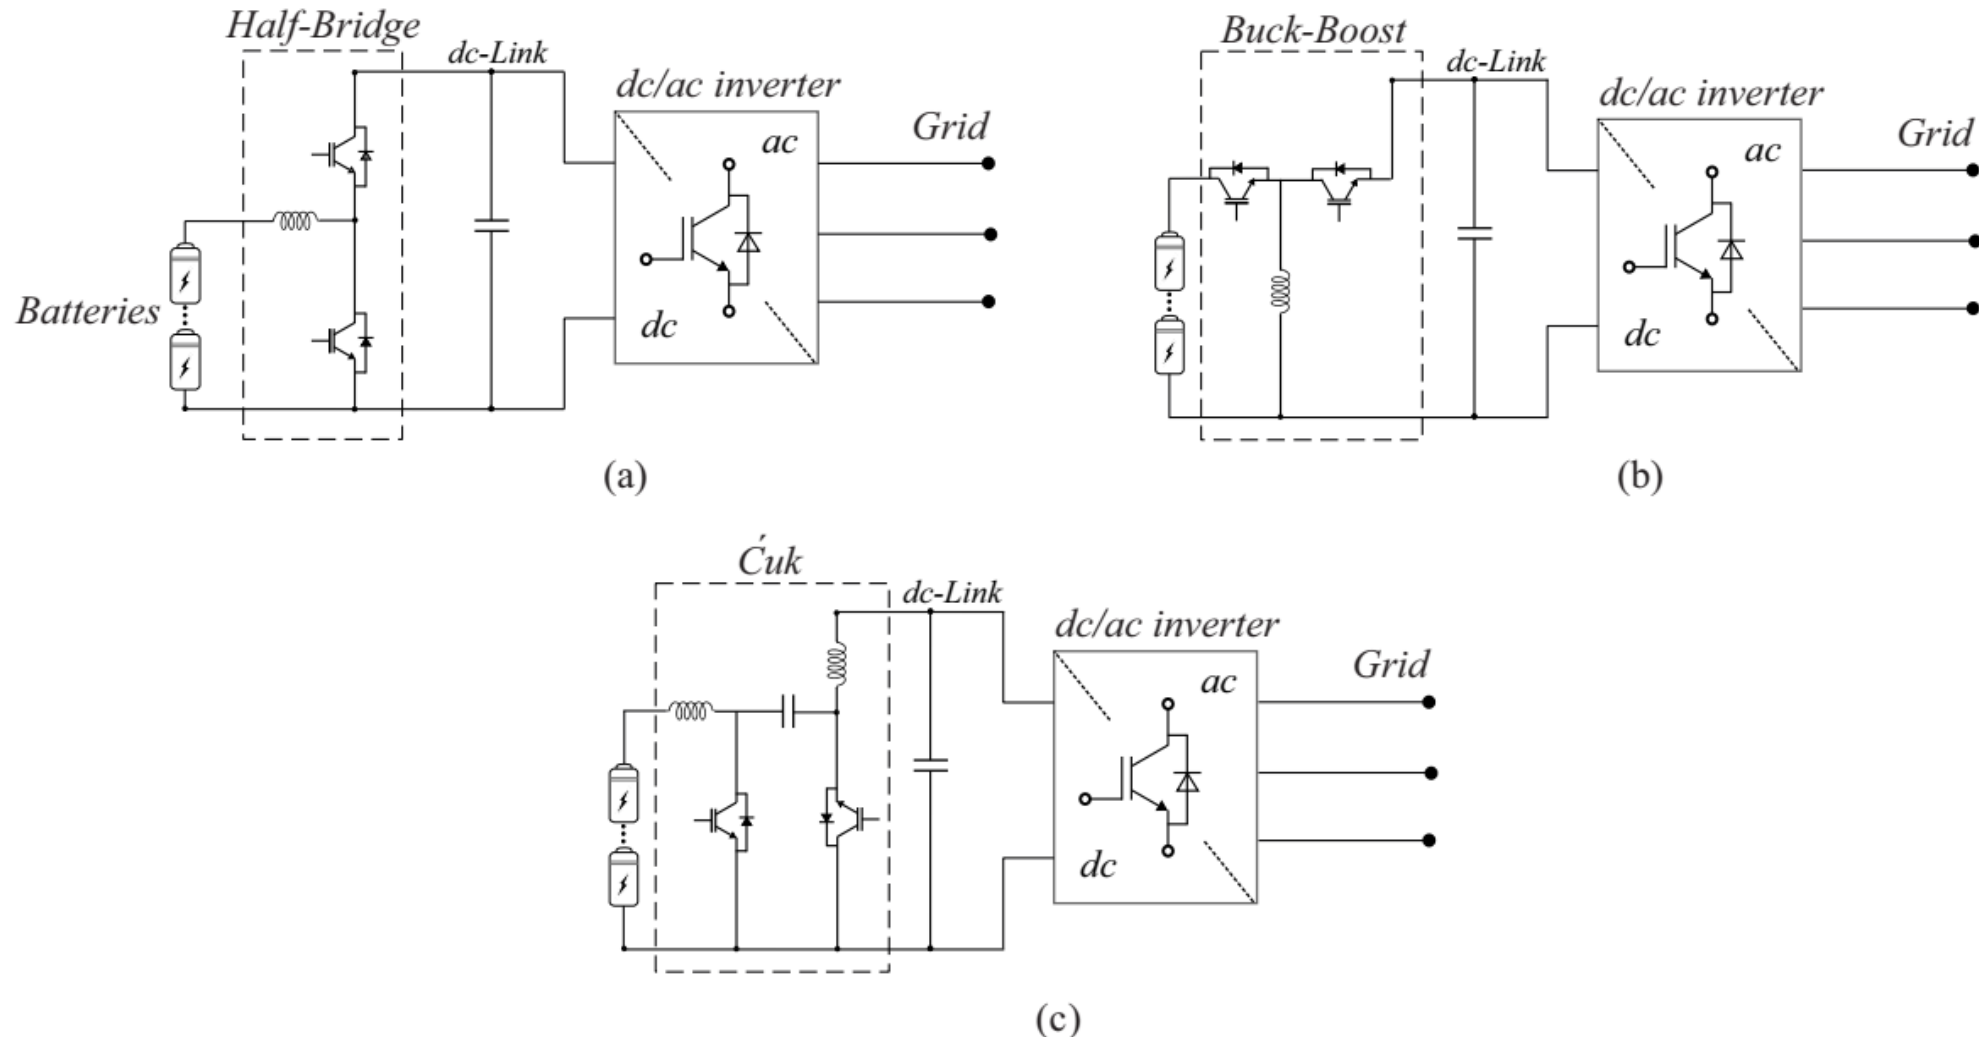 Half-Bridge
dc-Link
dc/ac inverter
Grid
ac
Batteries
dc
(a)
Buck-Boost
dc-Link
dc/ac inverter
Grid
ac
dc
(b)
Ćuk
dc-Link
dc/ac inverter
Grid
ac
dc
(c)